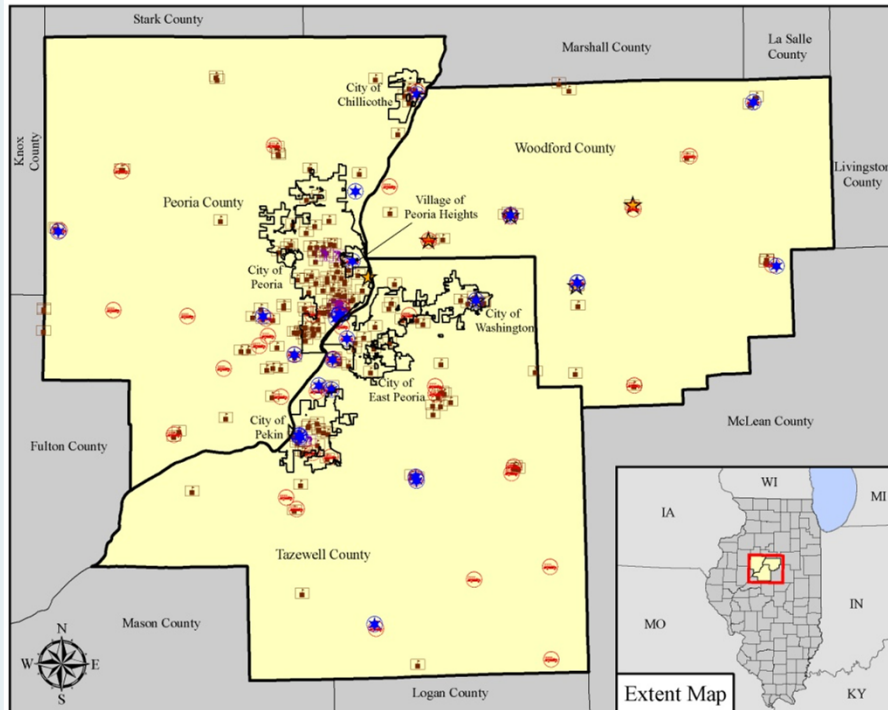 Stark County
Marshall County
La Salle
County
City of
Chillicothe
Knox
County
Woodford County
Livingston
County
Peoria County
Village of
Peoria Heights
City of
Peoria
City of
Washington
City of
East Peoria
McLean County
Fulton County
City of
Pekin
Tazewell County
Mason County
Logan County
N
W
E
S
WI
IA
MI
MO
IN
KY
Extent Map